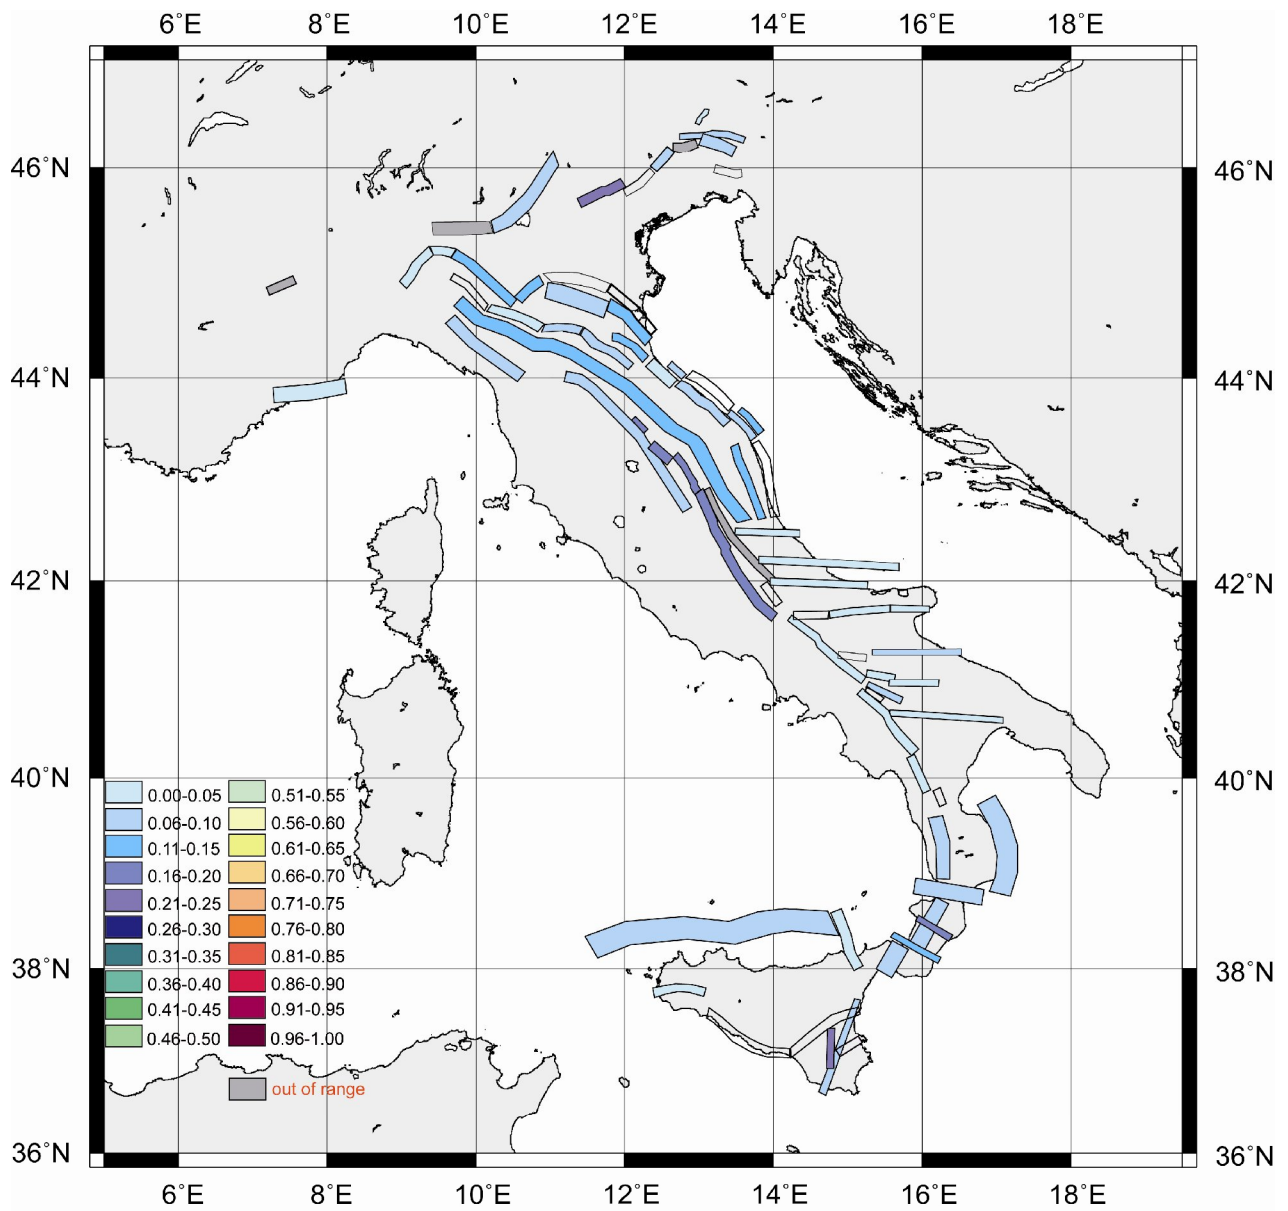 6˚E 8˚E 10˚E 12˚E 14˚E 16˚E 18˚E
46˚N 46˚N
44˚N 44˚N
42˚N 42˚N
40˚N 40˚N
0.00-0.05 0.51-0.55
0.06-0.10 0.56-0.60
0.11-0.15 0.61-0.65
0.16-0.20 0.66-0.70
0.21-0.25 0.71-0.75
0.26-0.30 0.76-0.80
38˚N 38˚N
0.31-0.35 0.81-0.85
0.36-0.40 0.86-0.90
0.41-0.45 0.91-0.95
0.46-0.50 0.96-1.00
out of range
36˚N 36˚N
6˚E 8˚E 10˚E 12˚E 14˚E 16˚E 18˚E